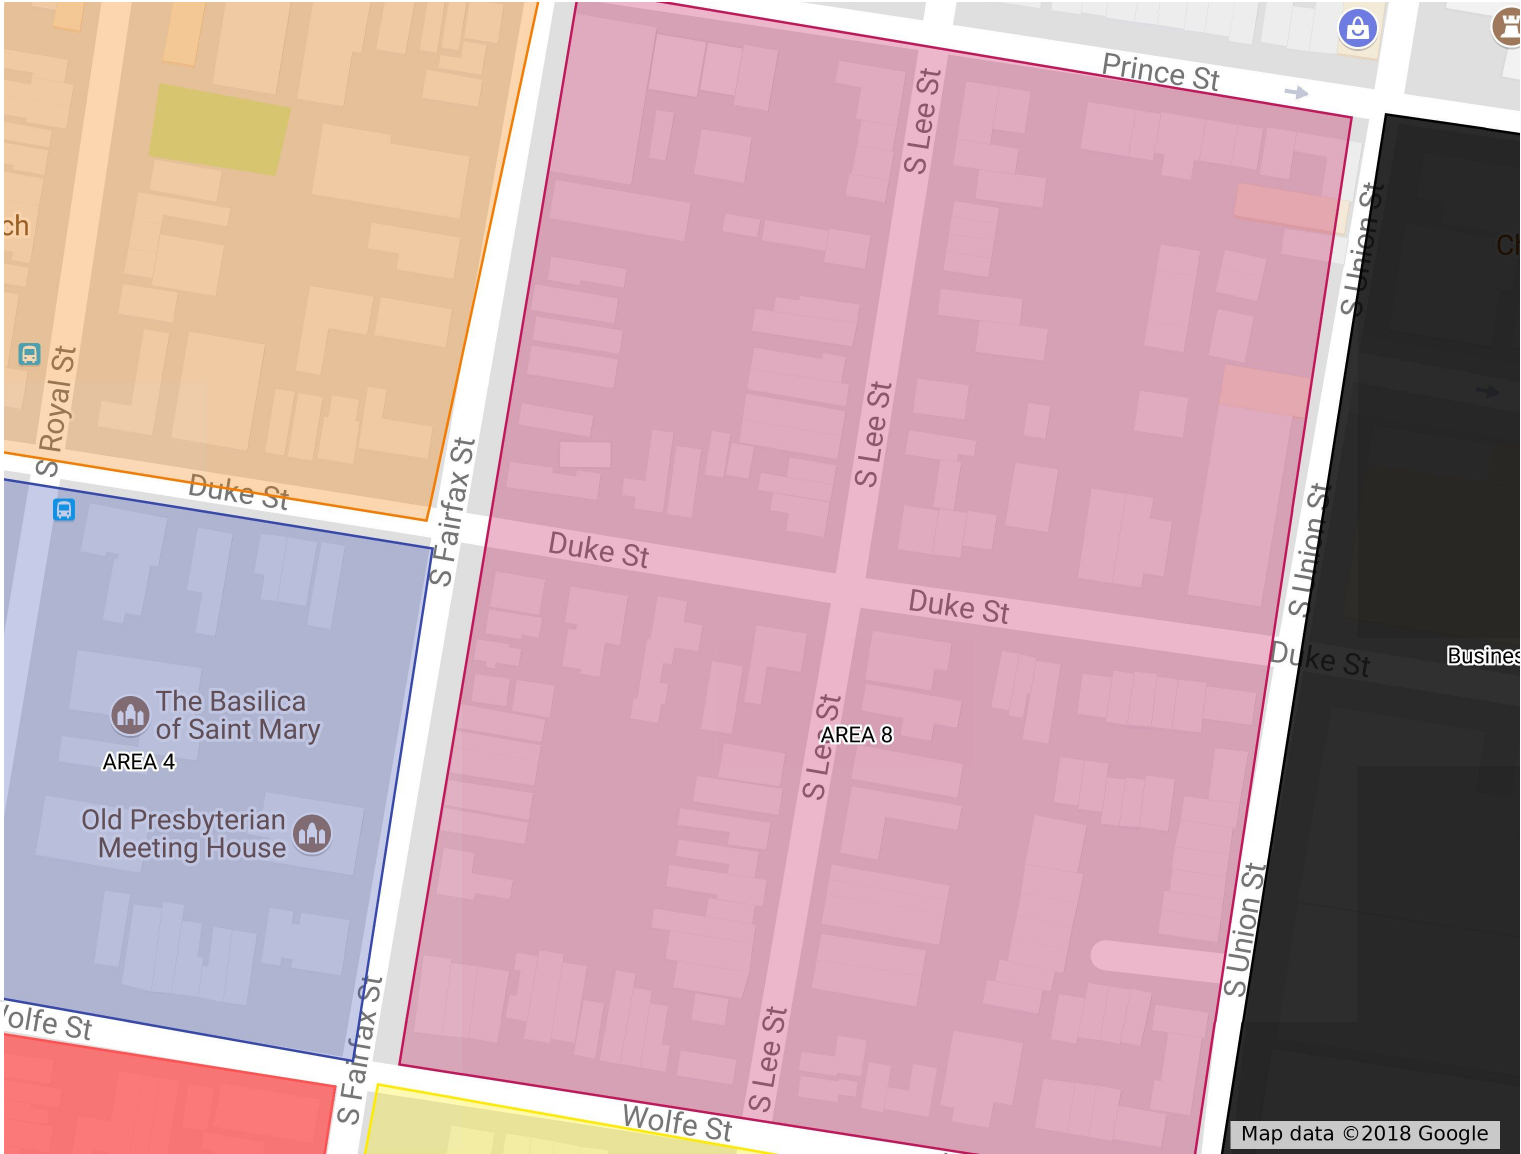 Prince St
S Lee St
ch
S Union St
Ch
S Royal St
S Lee St
Duke St
S Fairfax St
Duke St
S Union St
Duke St
Duke St
Busines
The Basilica
of Saint Mary
AREA 4
S Lee St
AREA 8
Old Presbyterian
Meeting House
S Union St
Wolfe St
S Fairfax St
S Lee St
Wolfe St
Map data ©2018 Google